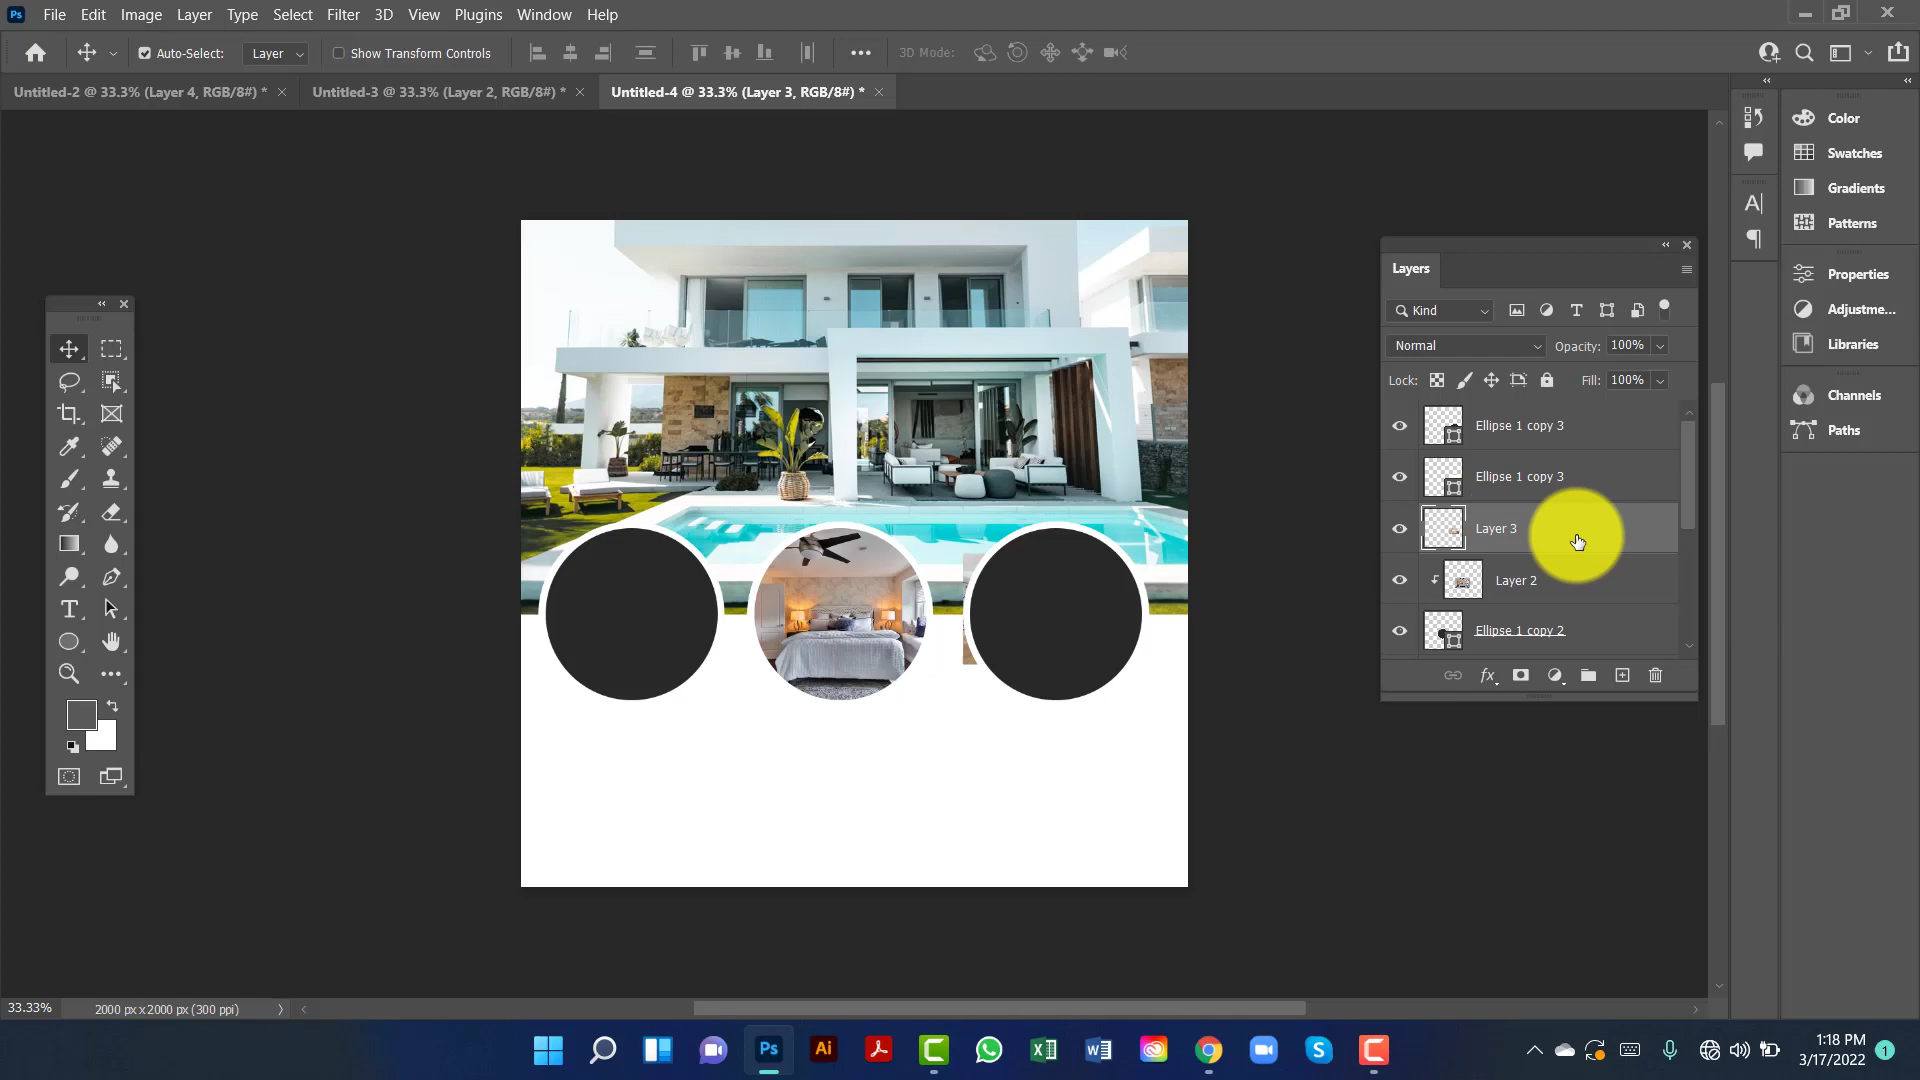 Ps File Edit Image Layer Type Select Filter 3D View Plugins Window Help
Auto-Select: Layer Show Transform Controls 3D Mode:
Untitled-2 @ 33.3% (Layer 4, RGB/8#) * Untitled-3 @ 33.3% (Layer 2, RGB/8#) * Untitled-4 @ 33.3% (Layer 3, RGB/8#) *
Color
Swatches
Gradients
Patterns
Properties
Adjustme...
Libraries
Channels
Paths
Layers
Kind
Normal Opacity: 100%
Lock: Fill: 100%
Ellipse 1 copy 3
Ellipse 1 copy 3
Layer 3
Layer 2
Ellipse 1 copy 2
fx
33.33% 2000 px x 2000 px (300 ppi)
Ps Ai
1:18 PM
3/17/2022
1